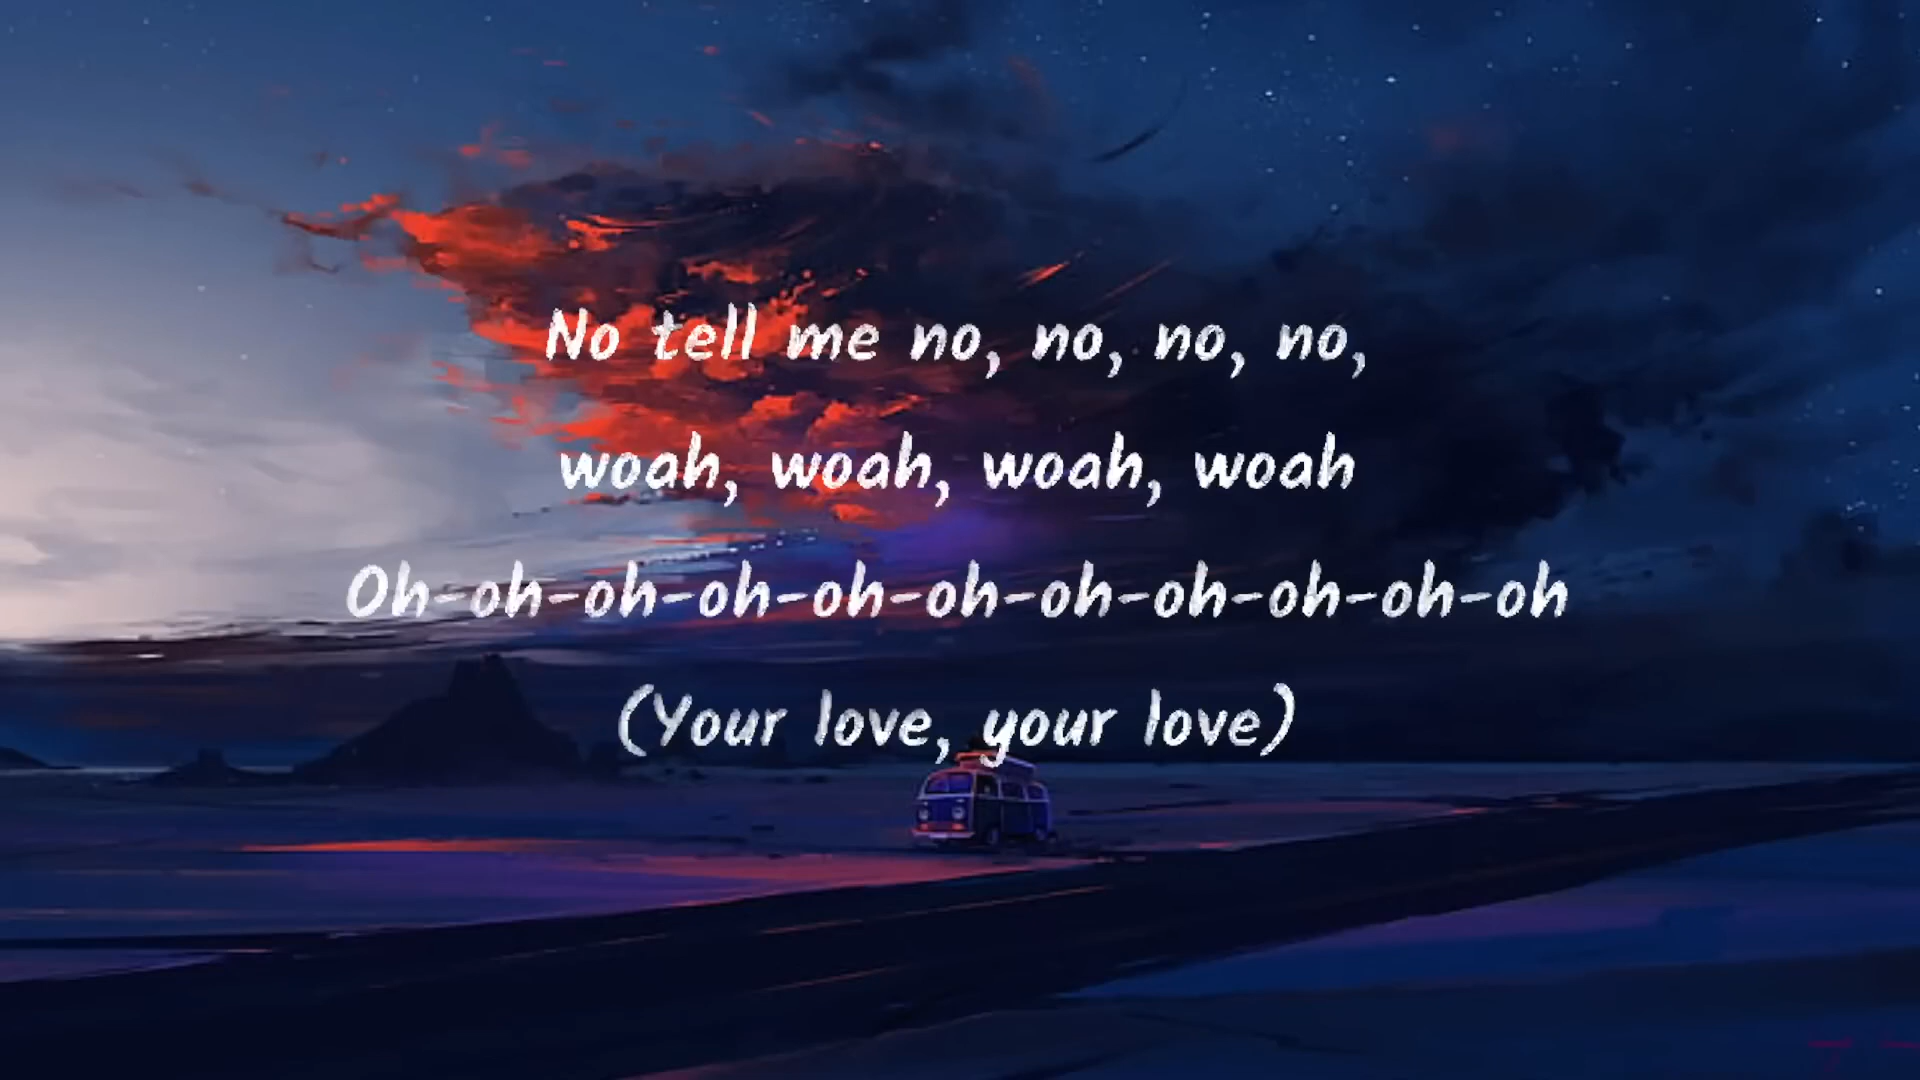 No tell me no, no, no, no,
woah, woah, woah, woah
Oh-oh-oh-oh-oh-oh-oh-oh-oh-oh-oh
(Your love, your love)